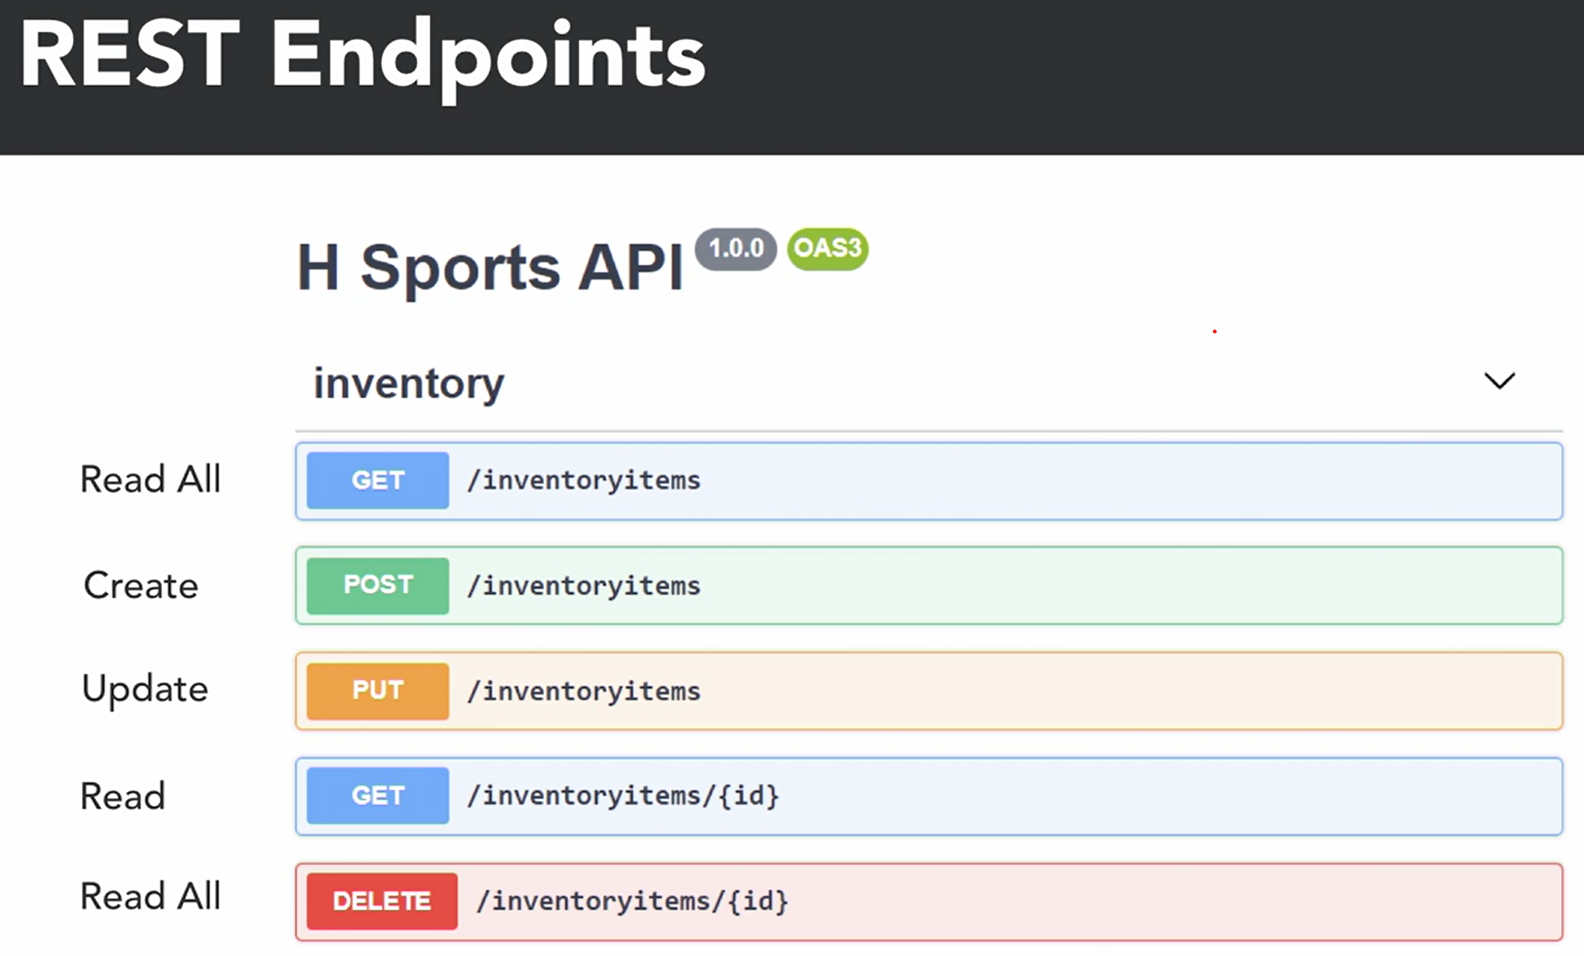 REST Endpoints
H Sports API 1.0.0 OAS3
inventory
Read All GET /inventoryitems
Create POST /inventoryitems
Update PUT /inventoryitems
Read GET /inventoryitems/{id}
Read All DELETE /inventoryitems/{id}